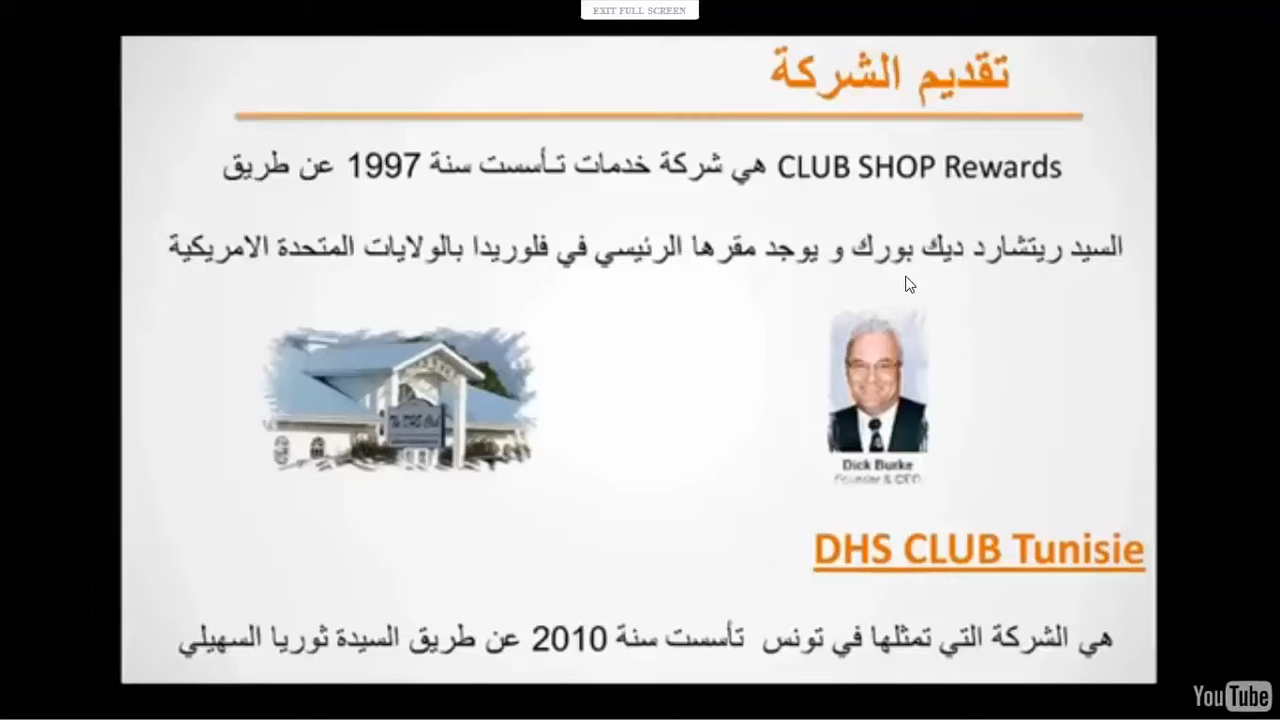 EXIT FULL SCREEN
تقديم الشركة
CLUB SHOP Rewards هي شركة خدمات تـأسست سنة 1997 عن طريق
السيد ريتشارد ديك بورك و يوجد مقرها الرئيسي في فلوريدا بالولايات المتحدة الامريكية
Dick Burke
Founder & CEO
DHS CLUB Tunisie
هي الشركة التي تمثلها في تونس تأسست سنة 2010 عن طريق السيدة ثوريا السهيلي
YouTube